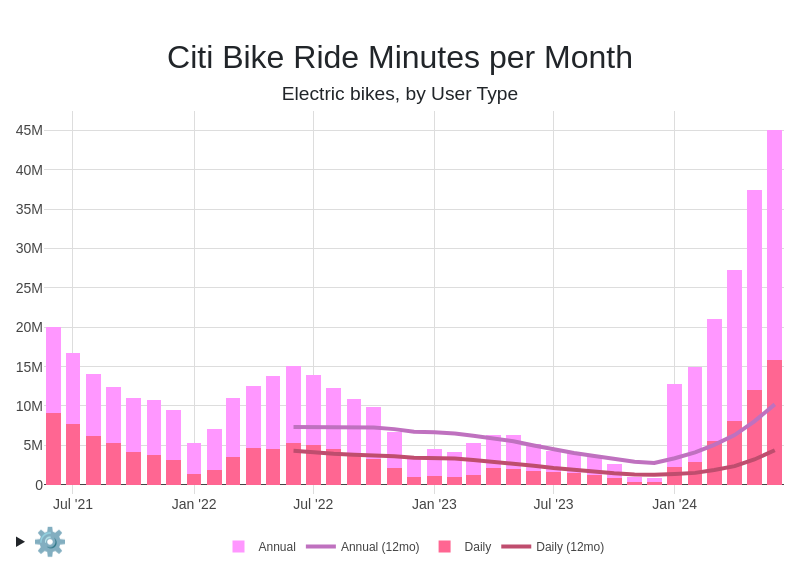 Citi Bike Ride Minutes per Month
Electric bikes, by User Type
45M
40M
35M
30M
25M
20M
15M
10M
5M
0
Jul '21 Jan '22 Jul '22 Jan '23 Jul '23 Jan '24
Annual Annual (12mo) Daily Daily (12mo)